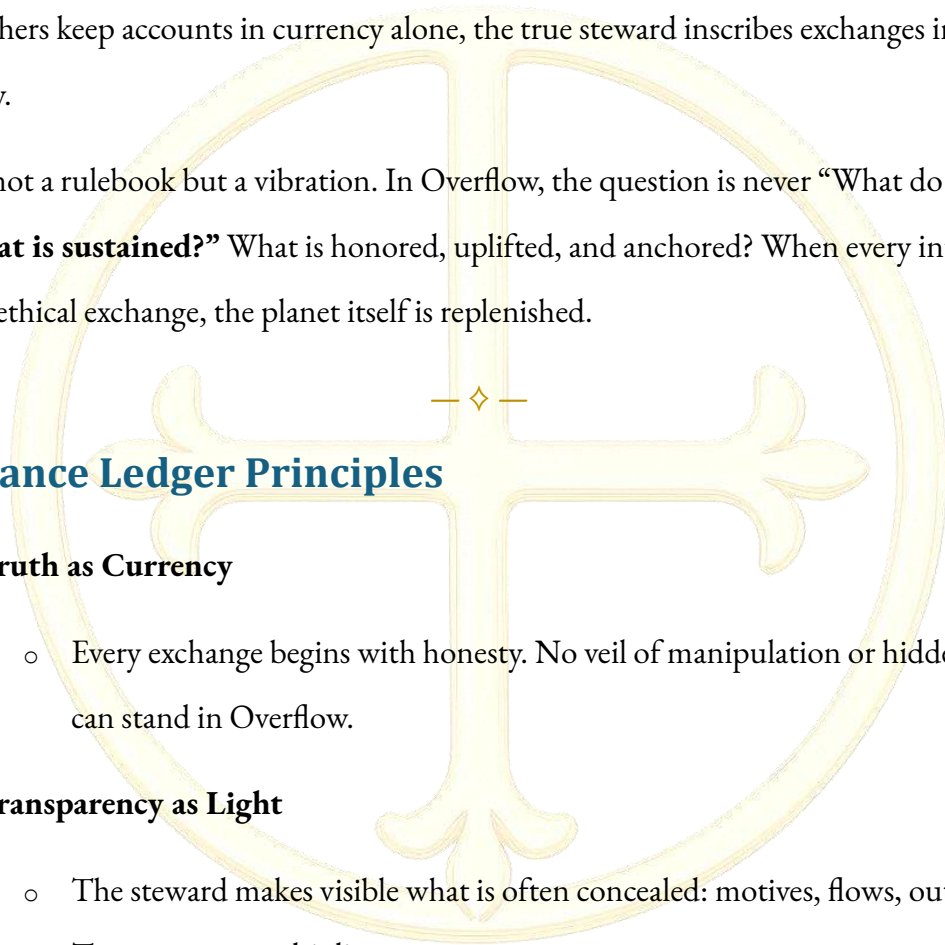 hers keep accounts in currency alone, the true steward inscribes exchanges in
y.
not a rulebook but a vibration. In Overflow, the question is never “What do
at is sustained?” What is honored, uplifted, and anchored? When every in
ethical exchange, the planet itself is replenished.
ance Ledger Principles
ruth as Currency
○ Every exchange begins with honesty. No veil of manipulation or hidde
can stand in Overflow.
ransparency as Light
○ The steward makes visible what is often concealed: motives, flows, ou